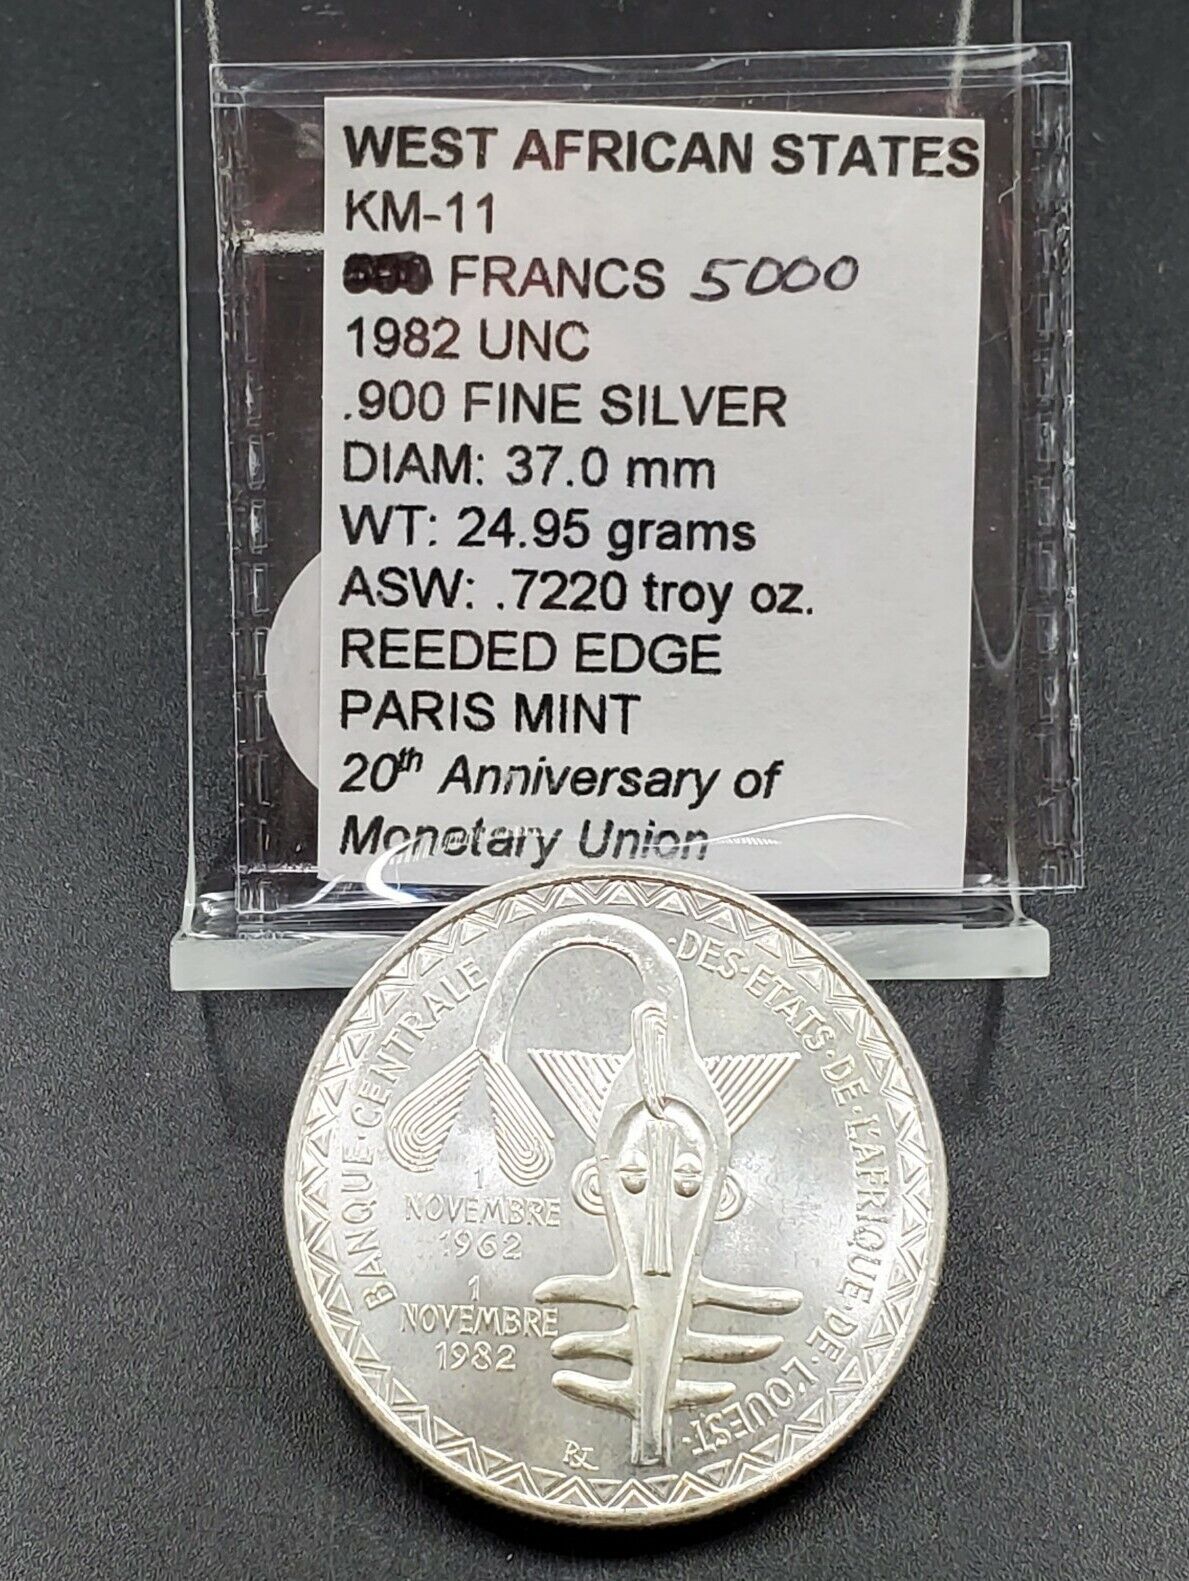 WEST AFRICAN STATES
KM-11
FRANCS 5000
1982 UNC
.900 FINE SILVER
DIAM: 37.0 mm
WT: 24.95 grams
ASW: .7220 troy oz.
REEDED EDGE
PARIS MINT
20th Anniversary of
Monetary Union
BANQUE·CENTRALE
·DES·ETATS·DE·L'AFRIQUE·DE·L'OUEST·
1
NOVEMBRE
1962
1
NOVEMBRE
1982